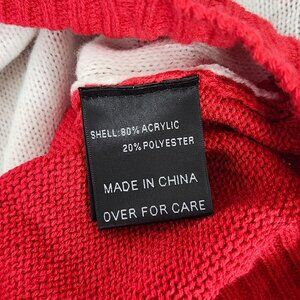 SHELL:80% ACRYLIC
20% POLYESTER
MADE IN CHINA
OVER FOR CARE